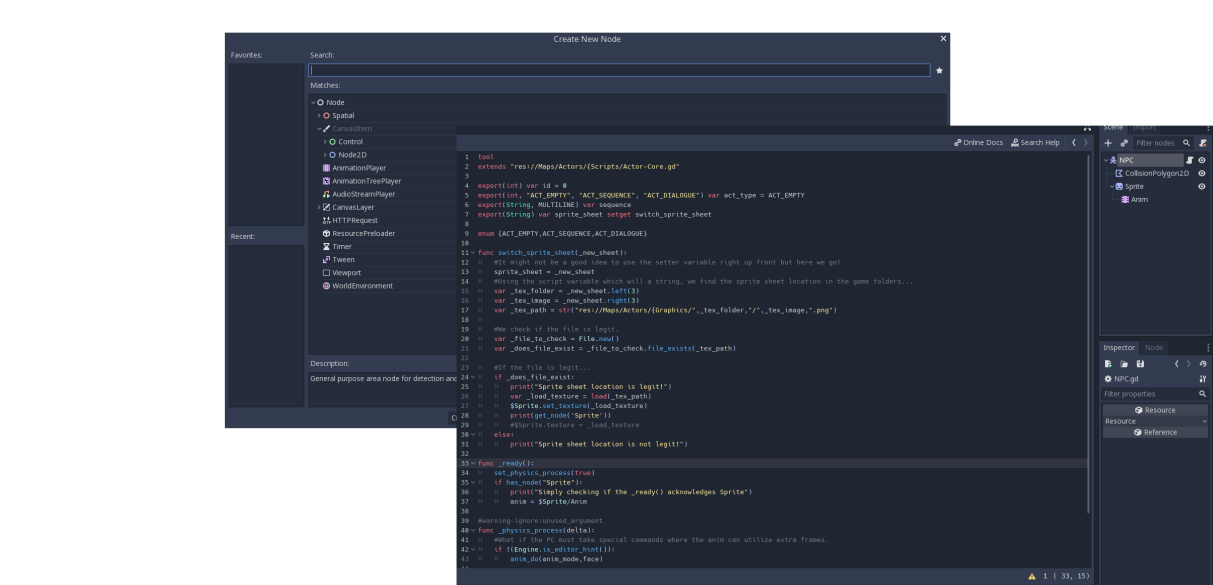 Create New Node
Favorites:
Search:
Matches:
Node
Spatial
CanvasItem
Control
Node2D
AnimationPlayer
AnimationTreePlayer
AudioStreamPlayer
CanvasLayer
HTTPRequest
ResourcePreloader
Timer
Tween
Viewport
WorldEnvironment
Recent:
Description:
General purpose area node for detection and
Online Docs
Search Help
1 tool
2 extends "res://Maps/Actors/{Scripts/Actor-Core.gd"
3
4 export(int) var id = 0
5 export(int, "ACT_EMPTY", "ACT_SEQUENCE", "ACT_DIALOGUE") var act_type = ACT_EMPTY
6 export(String, MULTILINE) var sequence
7 export(String) var sprite_sheet setget switch_sprite_sheet
8
9 enum {ACT_EMPTY,ACT_SEQUENCE,ACT_DIALOGUE}
10
11 func switch_sprite_sheet(_new_sheet):
12 #It might not be a good idea to use the setter variable right up front but here we go!
13 sprite_sheet = _new_sheet
14 #Using the script variable which will a string, we find the sprite sheet location in the game folders...
15 var _tex_folder = _new_sheet.left(3)
16 var _tex_image = _new_sheet.right(3)
17 var _tex_path = str("res://Maps/Actors/{Graphics/",_tex_folder,"/",_tex_image,".png")
18
19 #We check if the file is legit.
20 var _file_to_check = File.new()
21 var _does_file_exist = _file_to_check.file_exists(_tex_path)
22
23 #If the file is legit...
24 if _does_file_exist:
25 print("Sprite sheet location is legit!")
26 var _load_texture = load(_tex_path)
27 $Sprite.set_texture(_load_texture)
28 print(get_node('Sprite'))
29 #$Sprite.texture = _load_texture
30 else:
31 print("Sprite sheet location is not legit!")
32
33 func _ready():
34 set_physics_process(true)
35 if has_node("Sprite"):
36 print("Simply checking if the _ready() acknowledges Sprite")
37 anim = $Sprite/Anim
38
39 #warning-ignore:unused_argument
40 func _physics_process(delta):
41 #What if the PC must take special commands where the anim can utilize extra frames.
42 if !(Engine.is_editor_hint()):
43 anim_do(anim_mode,face)
1 ( 33, 15)
Scene
Import
Filter nodes
NPC
CollisionPolygon2D
Sprite
Anim
Inspector
Node
NPC.gd
Filter properties
Resource
Resource
Reference